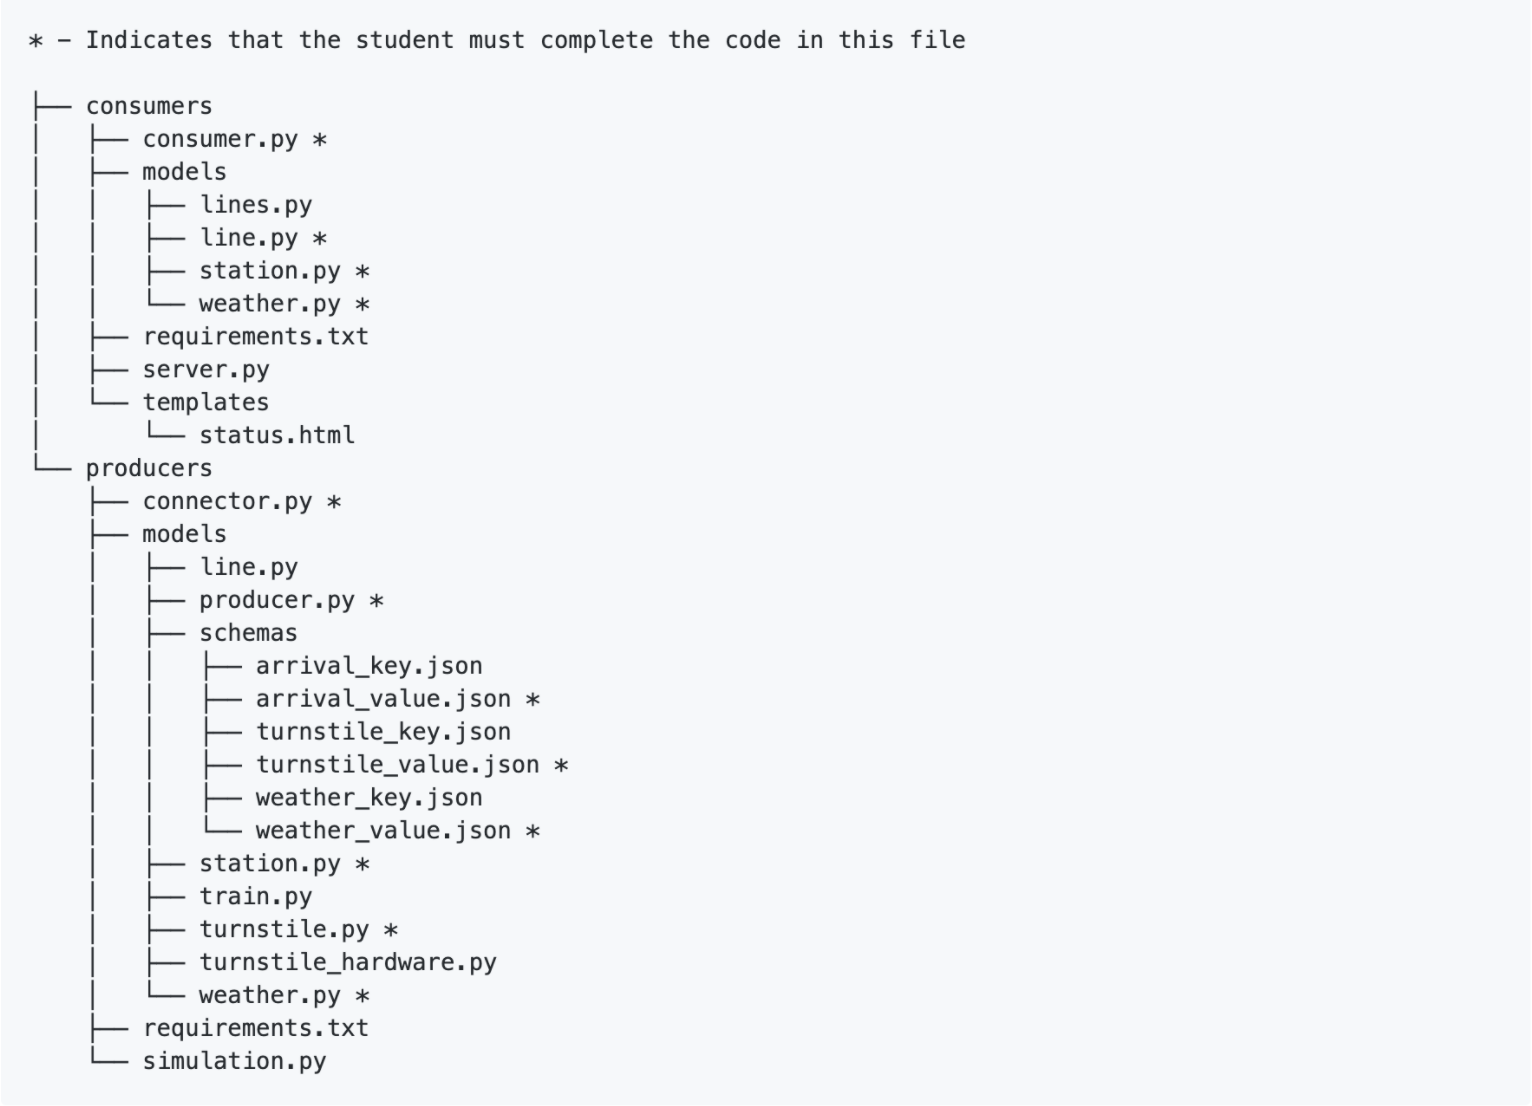 * – Indicates that the student must complete the code in this file
├── consumers
│   ├── consumer.py *
│   ├── models
│   │   ├── lines.py
│   │   ├── line.py *
│   │   ├── station.py *
│   │   └── weather.py *
│   ├── requirements.txt
│   ├── server.py
│   └── templates
│       └── status.html
└── producers
    ├── connector.py *
    ├── models
    │   ├── line.py
    │   ├── producer.py *
    │   ├── schemas
    │   │   ├── arrival_key.json
    │   │   ├── arrival_value.json *
    │   │   ├── turnstile_key.json
    │   │   ├── turnstile_value.json *
    │   │   ├── weather_key.json
    │   │   └── weather_value.json *
    │   ├── station.py *
    │   ├── train.py
    │   ├── turnstile.py *
    │   ├── turnstile_hardware.py
    │   └── weather.py *
    ├── requirements.txt
    └── simulation.py